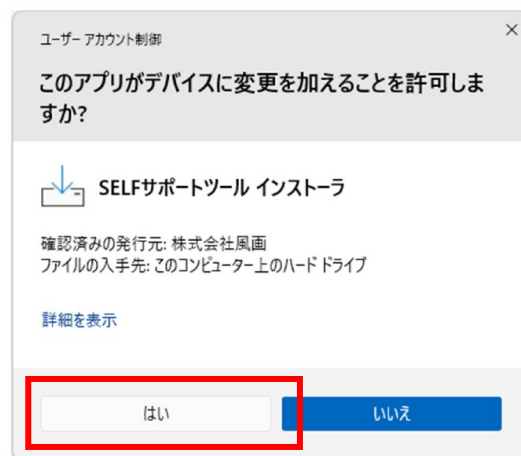 ユーザー アカウント制御
このアプリがデバイスに変更を加えることを許可しま
すか?
SELFサポートツール インストーラ
確認済みの発行元: 株式会社風画
ファイルの入手先: このコンピューター上のハード ドライブ
詳細を表示
はい
いいえ